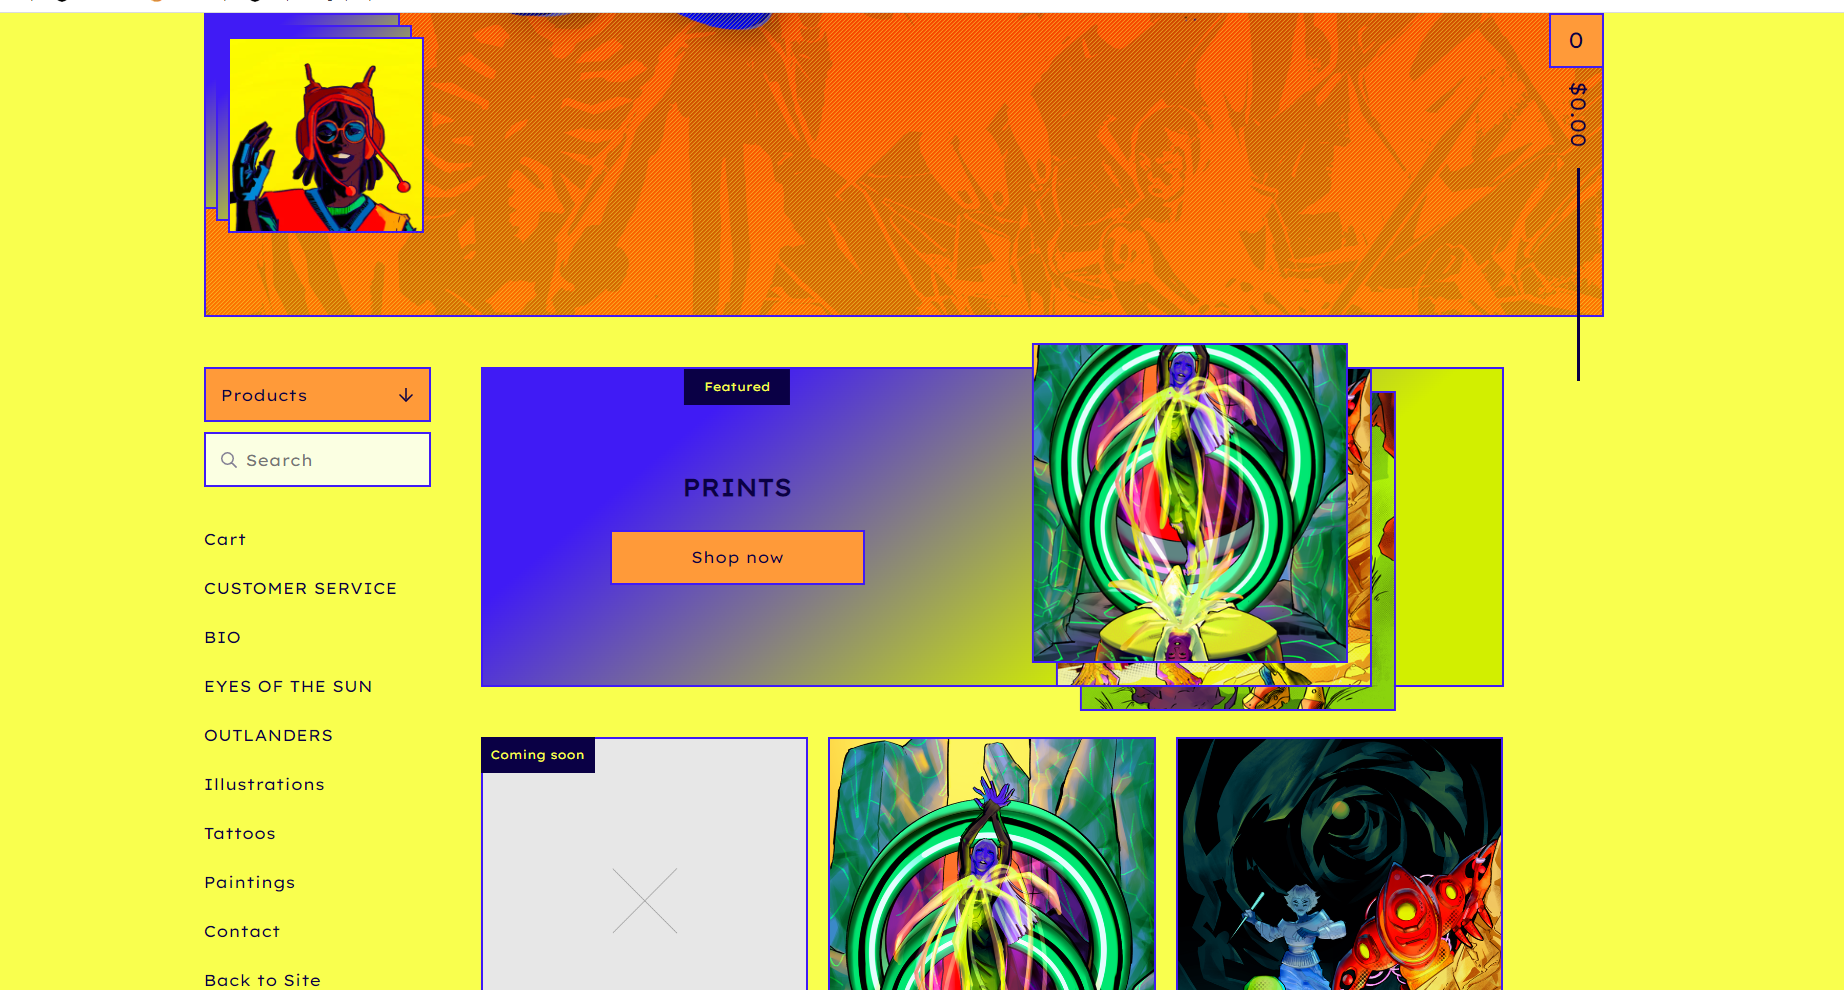 0
$0.00
Products
Search
Cart
CUSTOMER SERVICE
BIO
EYES OF THE SUN
OUTLANDERS
Illustrations
Tattoos
Paintings
Contact
Back to Site
Featured
PRINTS
Shop now
Coming soon